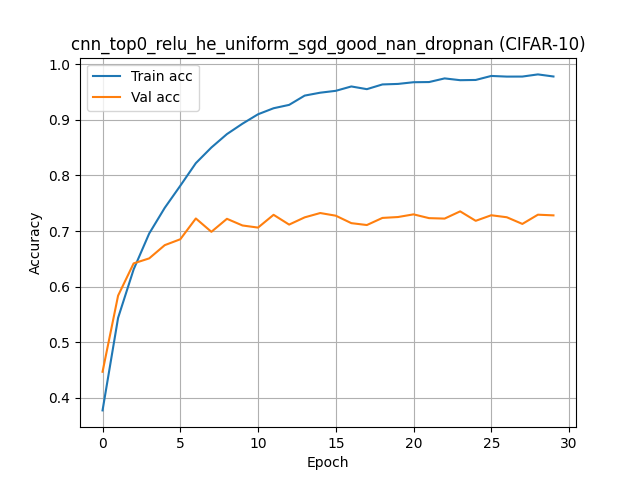 cnn_top0_relu_he_uniform_sgd_good_nan_dropnan (CIFAR-10)
Train acc
Val acc
1.0
0.9
0.8
0.7
0.6
0.5
0.4
Accuracy
0 5 10 15 20 25 30
Epoch